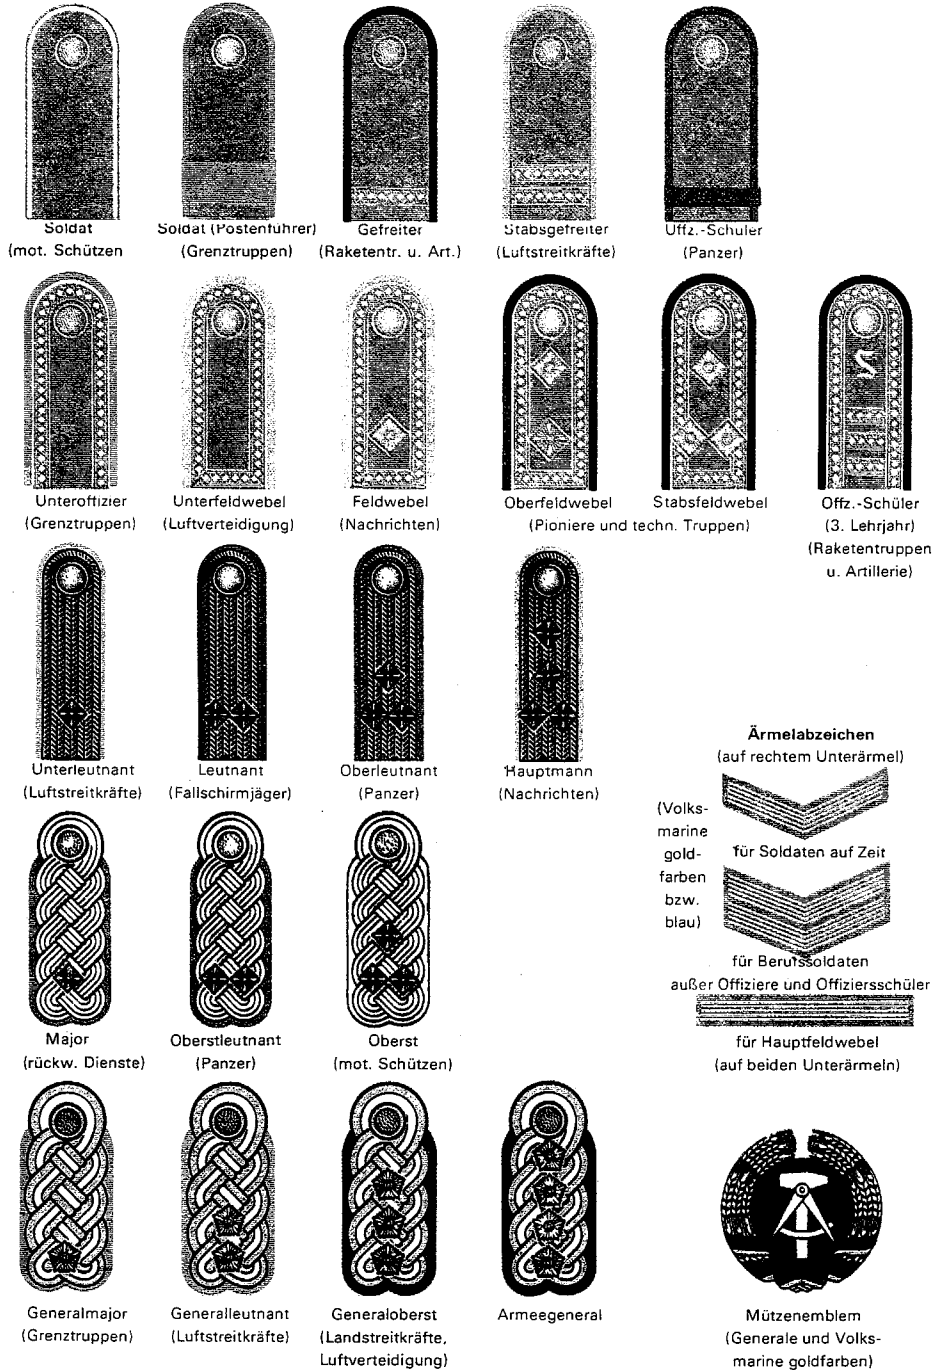 Soldat
(mot. Schützen
Soldat (Postenführer)
(Grenztruppen)
Gefreiter
(Raketentr. u. Art.)
Stabsgefreiter
(Luftstreitkräfte)
Uffz.-Schüler
(Panzer)
Unteroffizier
(Grenztruppen)
Unterfeldwebel
(Luftverteidigung)
Feldwebel
(Nachrichten)
Oberfeldwebel
Stabsfeldwebel
(Pioniere und techn. Truppen)
Offz.-Schüler
(3. Lehrjahr)
(Raketentruppen
u. Artillerie)
Unterleutnant
(Luftstreitkräfte)
Leutnant
(Fallschirmjäger)
Oberleutnant
(Panzer)
Hauptmann
(Nachrichten)
Ärmelabzeichen
(auf rechtem Unterärmel)
(Volks-
marine
gold-
farben
bzw.
blau)
für Soldaten auf Zeit
für Berufssoldaten
außer Offiziere und Offiziersschüler
für Hauptfeldwebel
(auf beiden Unterärmeln)
Major
(rückw. Dienste)
Oberstleutnant
(Panzer)
Oberst
(mot. Schützen)
Generalmajor
(Grenztruppen)
Generalleutnant
(Luftstreitkräfte)
Generaloberst
(Landstreitkräfte,
Luftverteidigung)
Armeegeneral
Mützenemblem
(Generale und Volks-
marine goldfarben)